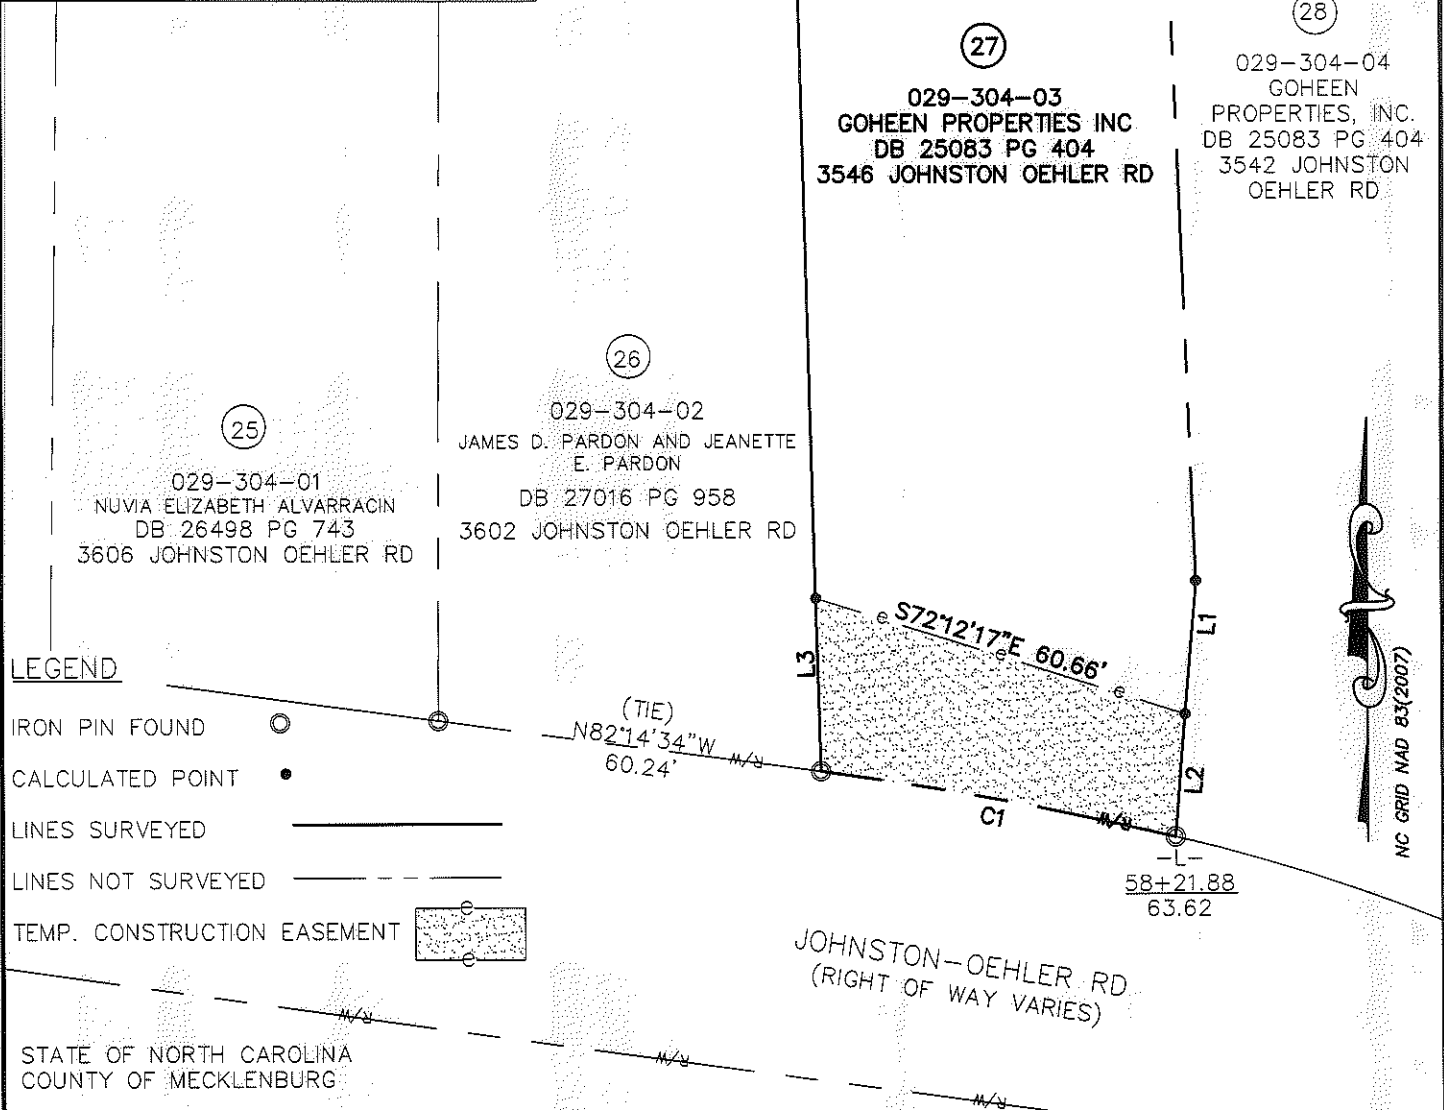 28
029-304-04
GOHEEN
PROPERTIES, INC.
DB 25083 PG 404
3542 JOHNSTON
OEHLER RD
27
029-304-03
GOHEEN PROPERTIES INC
DB 25083 PG 404
3546 JOHNSTON OEHLER RD
26
029-304-02
JAMES D. PARDON AND JEANETTE
E. PARDON
DB 27016 PG 958
3602 JOHNSTON OEHLER RD
25
029-304-01
NUVIA ELIZABETH ALVARRACIN
DB 26498 PG 743
3606 JOHNSTON OEHLER RD
e S72°12'17"E e 60.66' e
L1
L2
L3
C1
R/W
(TIE)
N82°14'34"W
60.24'
R/W
-L-
58+21.88
63.62
NC GRID NAD 83(2007)
LEGEND
IRON PIN FOUND
CALCULATED POINT
LINES SURVEYED
LINES NOT SURVEYED
TEMP. CONSTRUCTION EASEMENT
e
e
JOHNSTON-OEHLER RD
(RIGHT OF WAY VARIES)
R/W
R/W
R/W
STATE OF NORTH CAROLINA
COUNTY OF MECKLENBURG